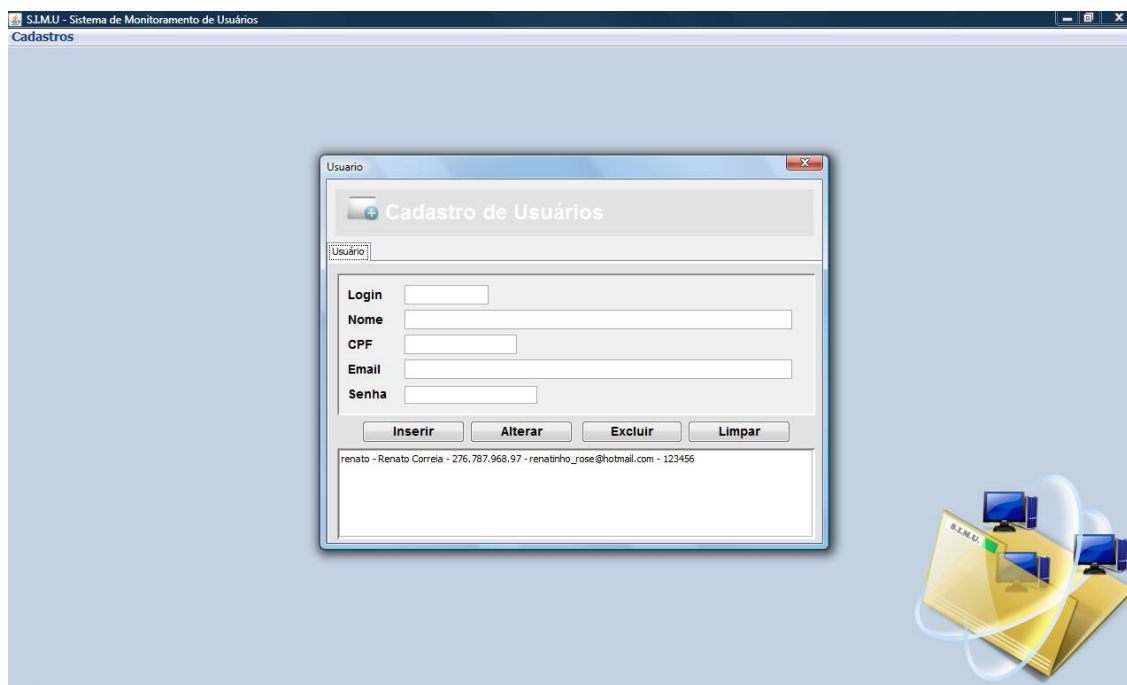 S.I.M.U - Sistema de Monitoramento de Usuários
Cadastros
Usuario
Cadastro de Usuários
Usuário
Login
Nome
CPF
Email
Senha
Inserir Alterar Excluir Limpar
renato - Renato Correia - 276.787.968.97 - renatinho_rose@hotmail.com - 123456
S.I.M.U.